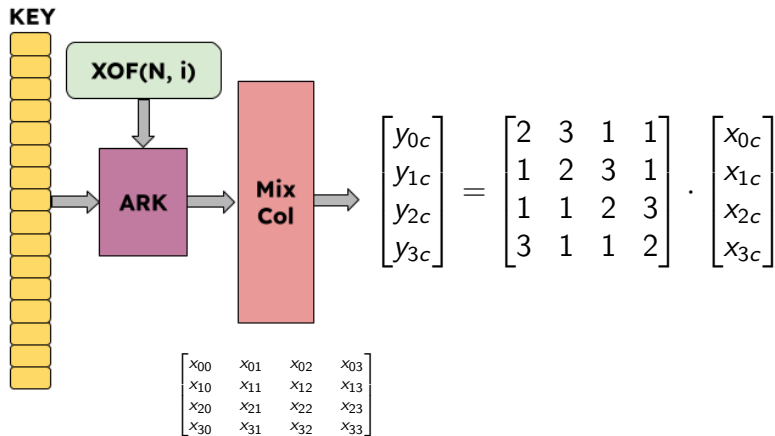 KEY
XOF(N, i)
ARK
Mix
Col
y0c
y1c
y2c
y3c
=
2 3 1 1
1 2 3 1
1 1 2 3
3 1 1 2
·
x0c
x1c
x2c
x3c
x00 x01 x02 x03
x10 x11 x12 x13
x20 x21 x22 x23
x30 x31 x32 x33